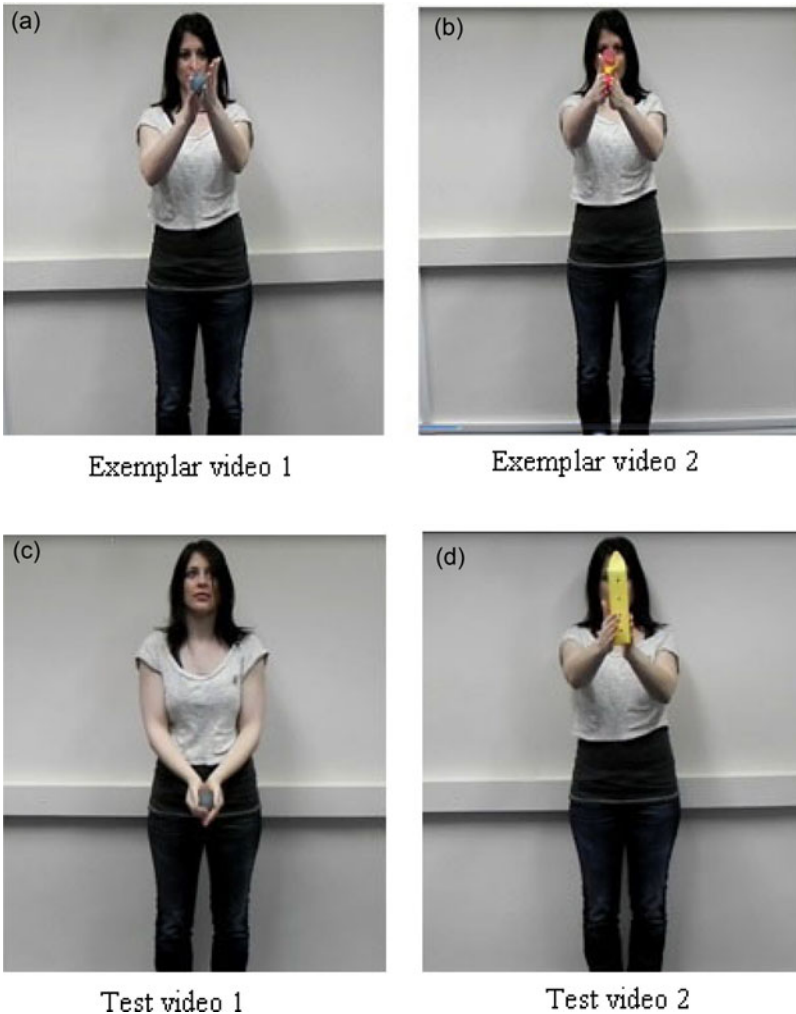 (a)
(b)
Exemplar video 1
Exemplar video 2
(c)
(d)
Test video 1
Test video 2